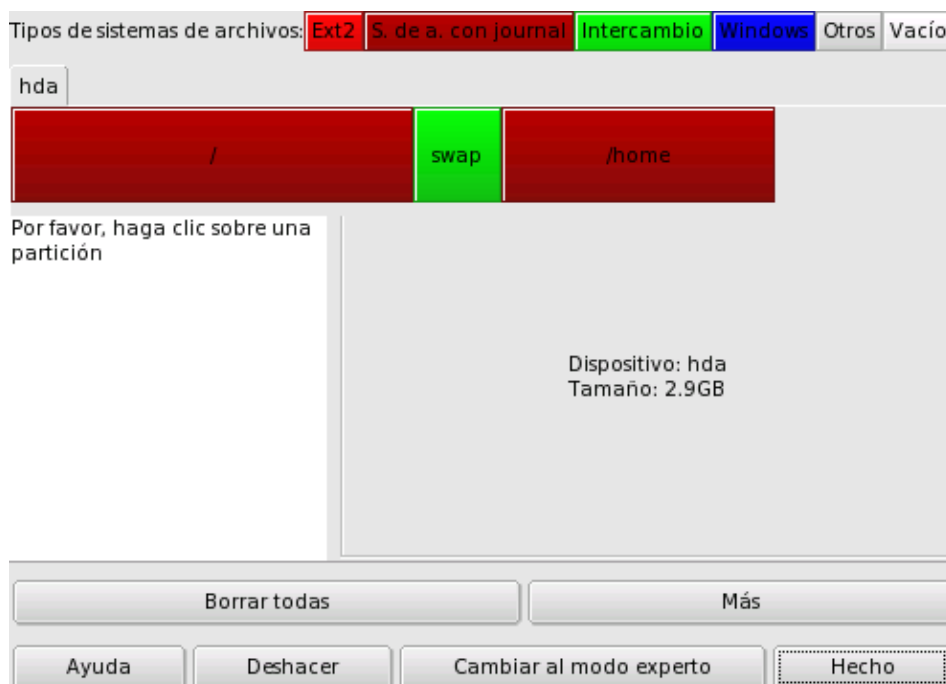 Tipos de sistemas de archivos: Ext2 S. de a. con journal Intercambio Windows Otros Vacío
hda
/ swap /home
Por favor, haga clic sobre una
partición
Dispositivo: hda
Tamaño: 2.9GB
Borrar todas Más
Ayuda Deshacer Cambiar al modo experto Hecho